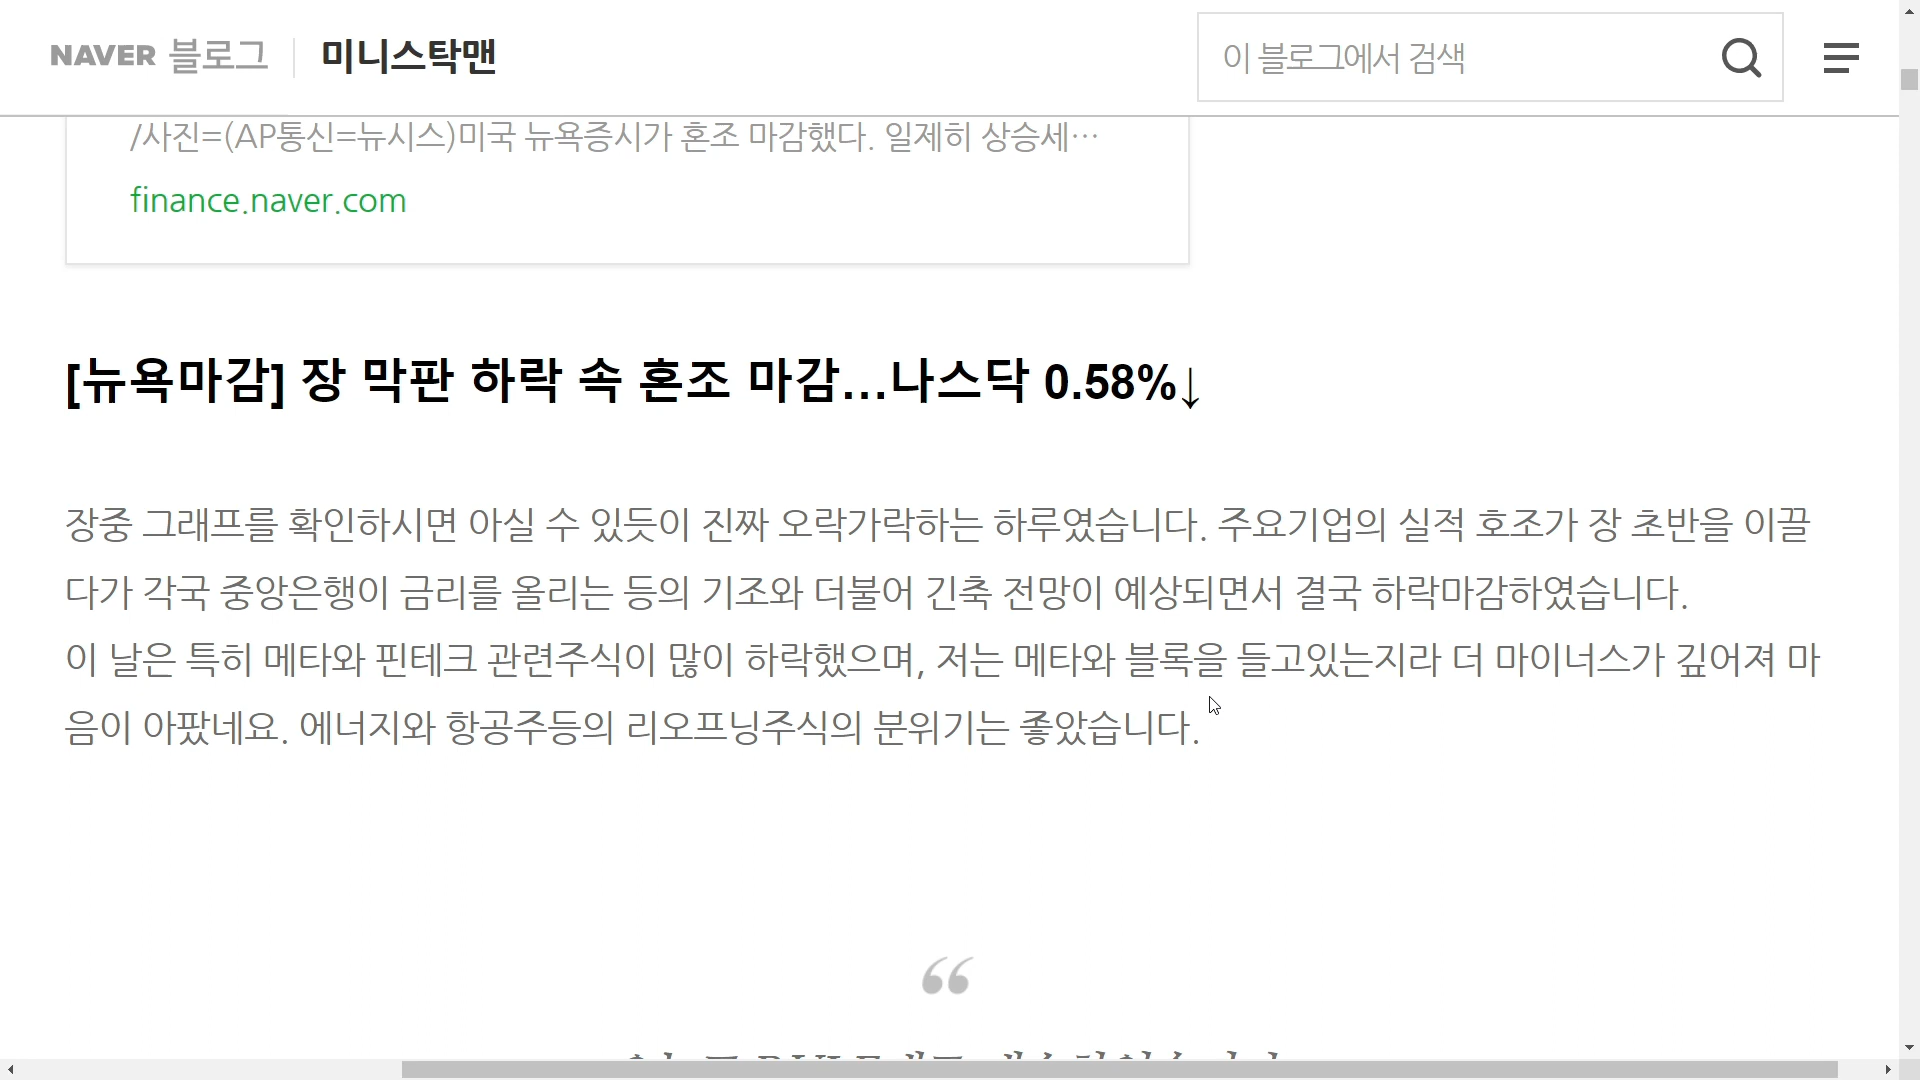 NAVER 블로그 미니스탁맨 이 블로그에서 검색
/사진=(AP통신=뉴시스)미국 뉴욕증시가 혼조 마감했다. 일제히 상승세…
finance.naver.com
[뉴욕마감] 장 막판 하락 속 혼조 마감...나스닥 0.58%↓
장중 그래프를 확인하시면 아실 수 있듯이 진짜 오락가락하는 하루였습니다. 주요기업의 실적 호조가 장 초반을 이끌
다가 각국 중앙은행이 금리를 올리는 등의 기조와 더불어 긴축 전망이 예상되면서 결국 하락마감하였습니다.
이 날은 특히 메타와 핀테크 관련주식이 많이 하락했으며, 저는 메타와 블록을 들고있는지라 더 마이너스가 깊어져 마
음이 아팠네요. 에너지와 항공주등의 리오프닝주식의 분위기는 좋았습니다.
“